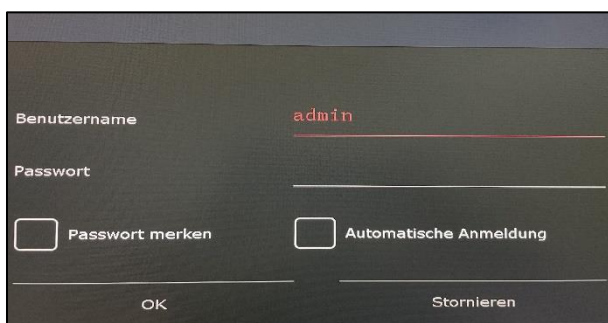 Benutzername admin
Passwort
Passwort merken Automatische Anmeldung
OK Stornieren